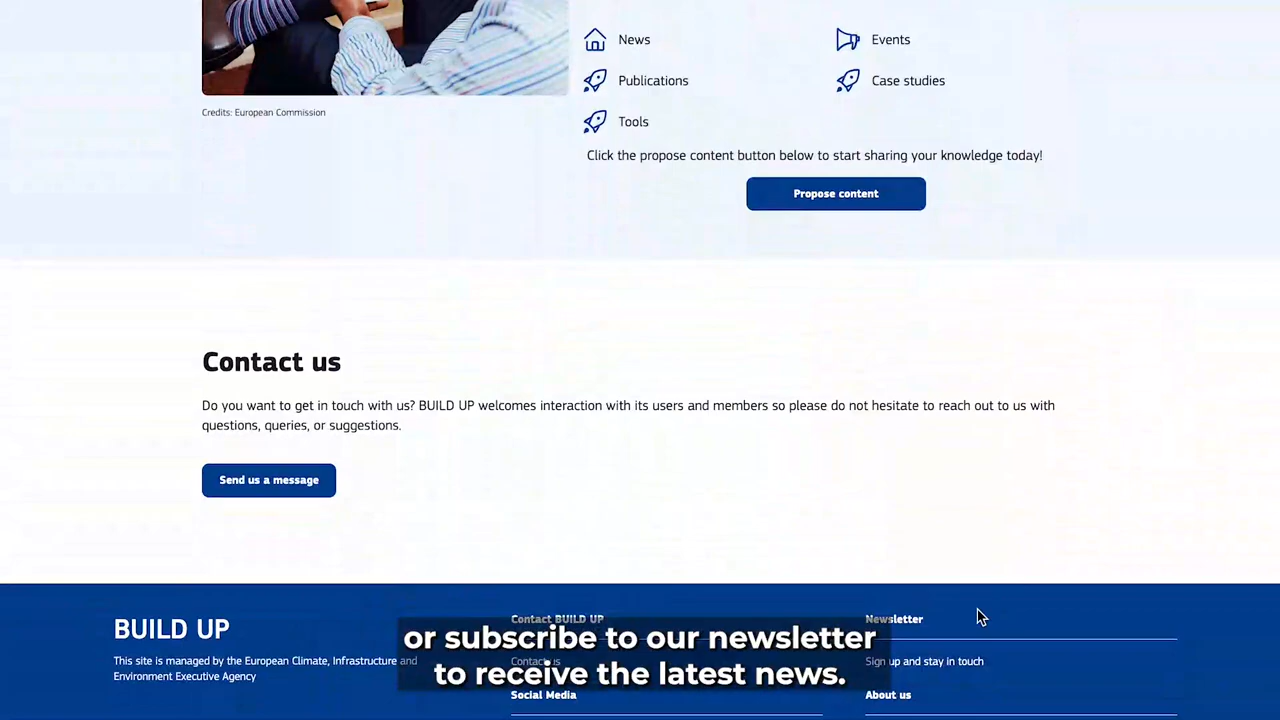 News
Events
Publications
Case studies
Credits: European Commission
Tools
Click the propose content button below to start sharing your knowledge today!
Propose content
Contact us
Do you want to get in touch with us? BUILD UP welcomes interaction with its users and members so please do not hesitate to reach out to us with
questions, queries, or suggestions.
Send us a message
BUILD UP
This site is managed by the European Climate, Infrastructure and
Environment Executive Agency
Contact BUILD UP
Contact us
Social Media
Newsletter
Sign up and stay in touch
About us
or subscribe to our newsletter
to receive the latest news.